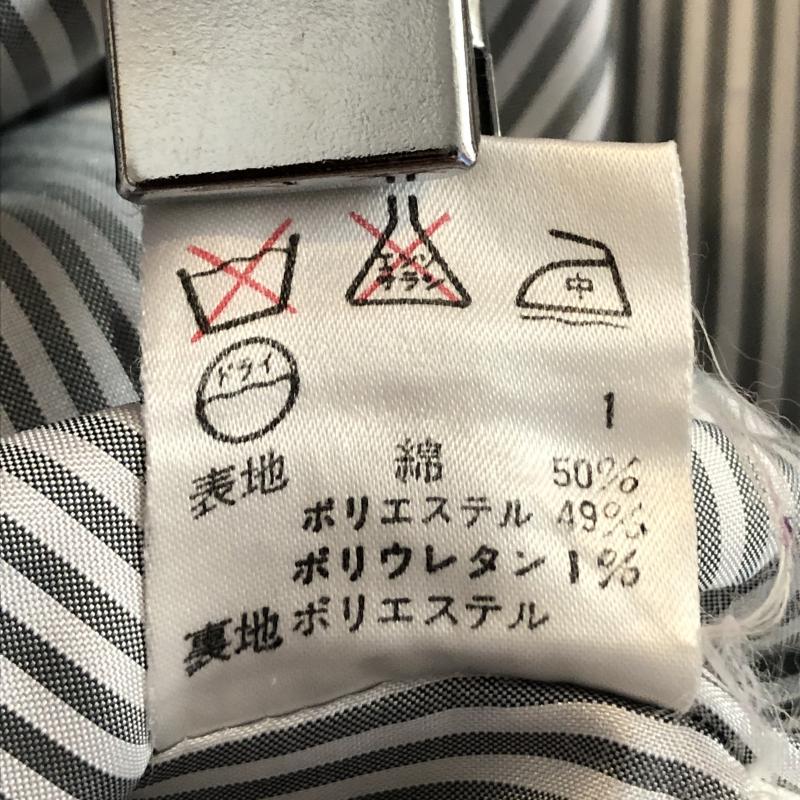 エンソ
サラシ
中
ドライ
1
表地 綿 50%
ポリエステル 49%
ポリウレタン 1%
裏地 ポリエステル